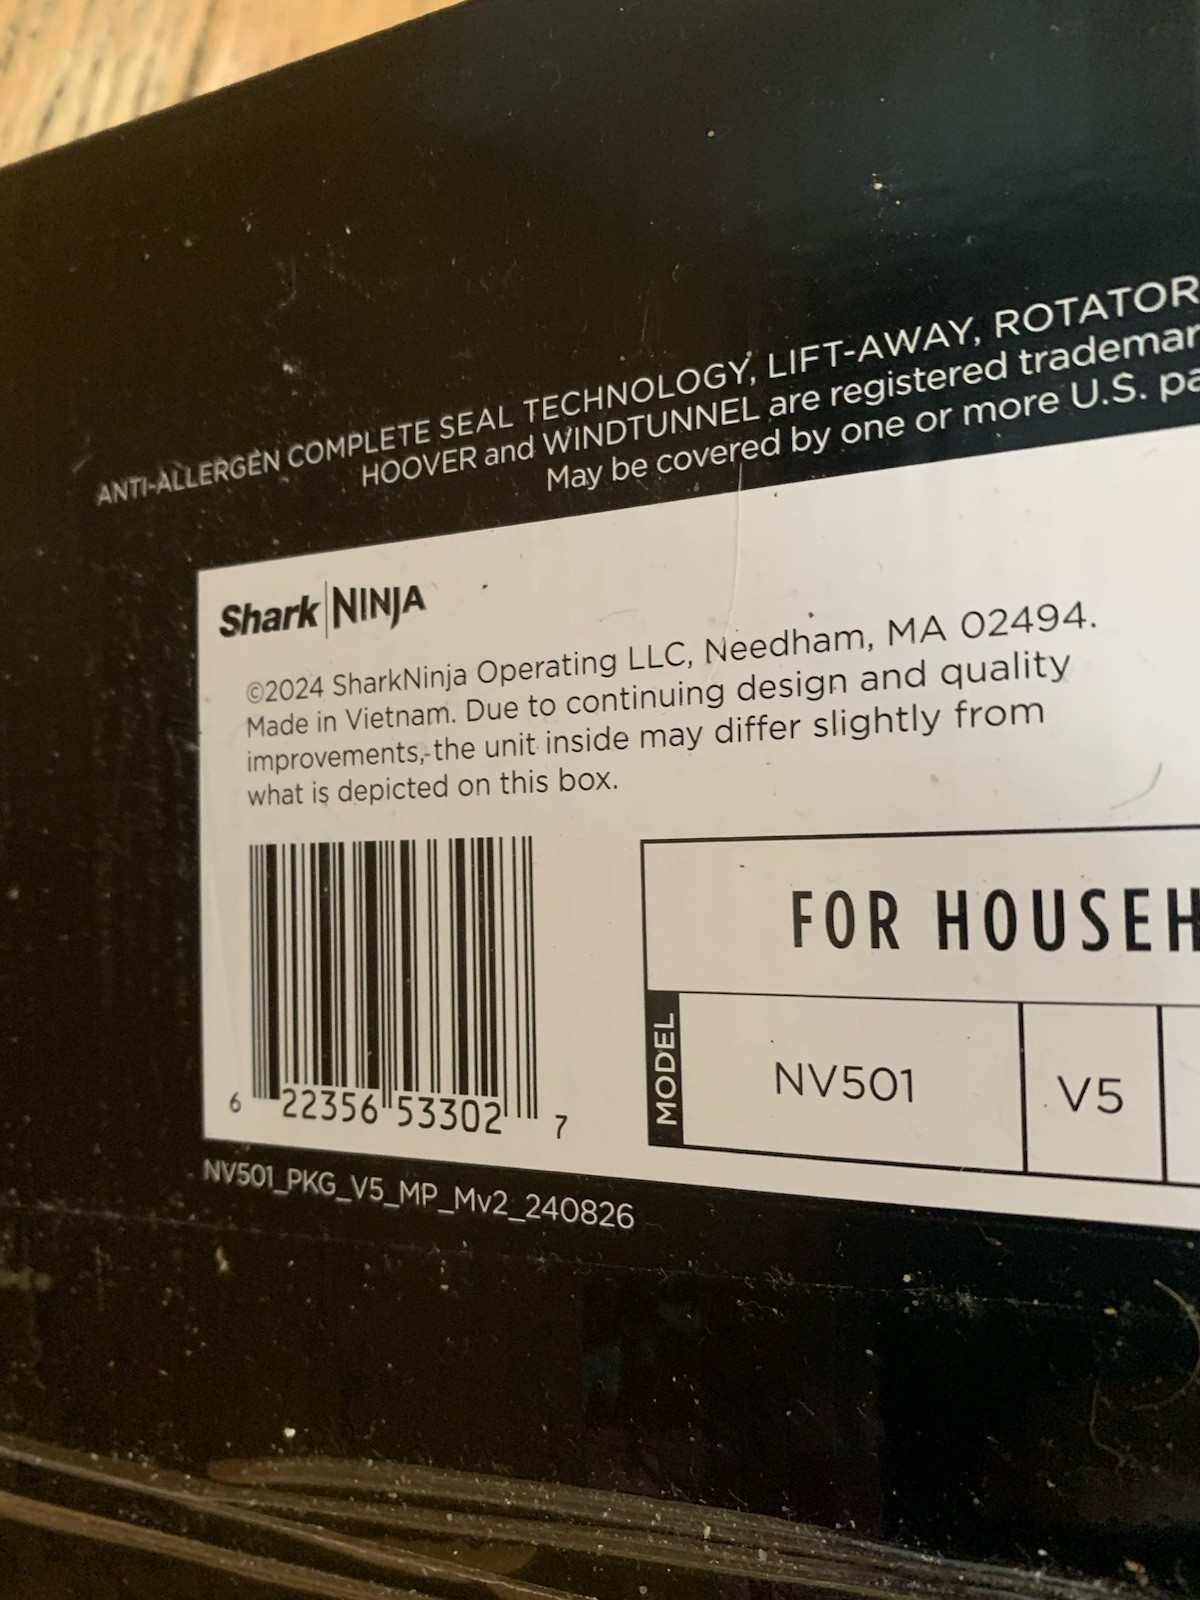 ANTI-ALLERGEN COMPLETE SEAL TECHNOLOGY, LIFT-AWAY, ROTATOR
HOOVER and WINDTUNNEL are registered trademar
May be covered by one or more U.S. pa
Shark NINJA
©2024 SharkNinja Operating LLC, Needham, MA 02494.
Made in Vietnam. Due to continuing design and quality
improvements, the unit inside may differ slightly from
what is depicted on this box.
FOR HOUSEH
MODEL NV501 V5
6 22356 53302 7
NV501_PKG_V5_MP_Mv2_240826